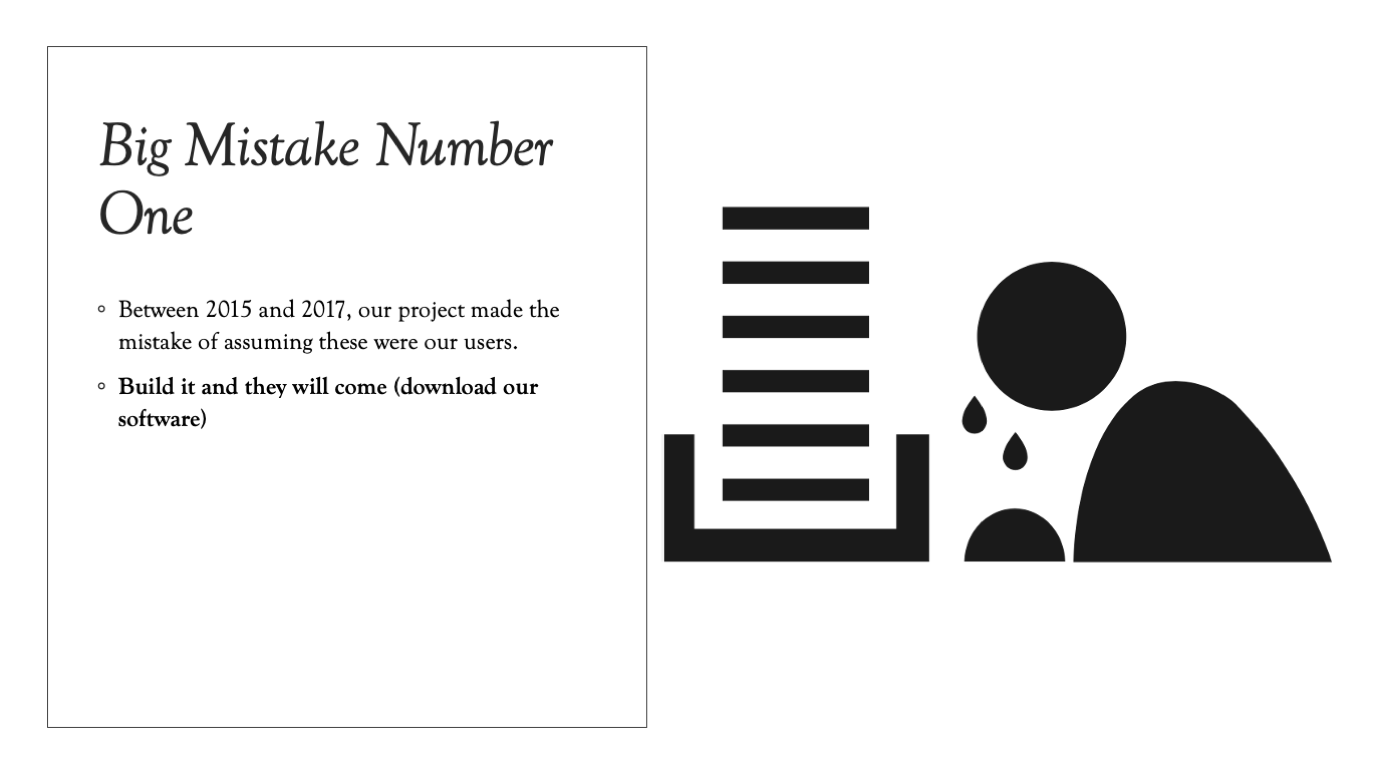 Big Mistake Number
One
◦ Between 2015 and 2017, our project made the
mistake of assuming these were our users.
◦ Build it and they will come (download our
software)